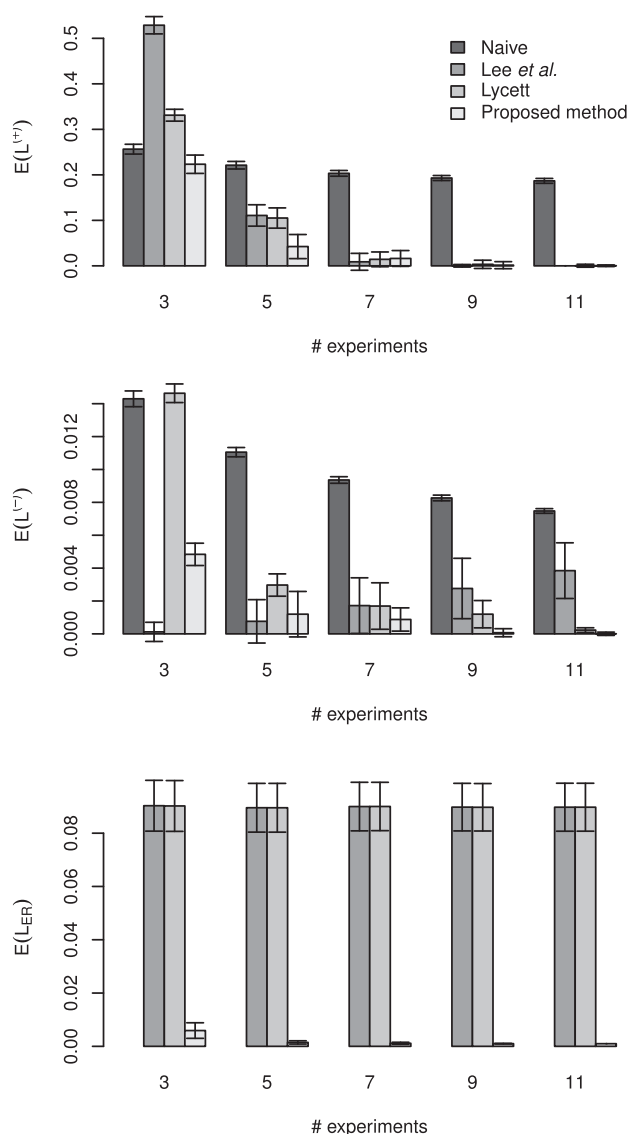 E(L⁽⁺⁾)
0.0 0.1 0.2 0.3 0.4 0.5
Naive
Lee et al.
Lycett
Proposed method
3 5 7 9 11
# experiments
E(L⁽⁻⁾)
0.000 0.004 0.008 0.012
3 5 7 9 11
# experiments
E(L_ER)
0.00 0.02 0.04 0.06 0.08
3 5 7 9 11
# experiments